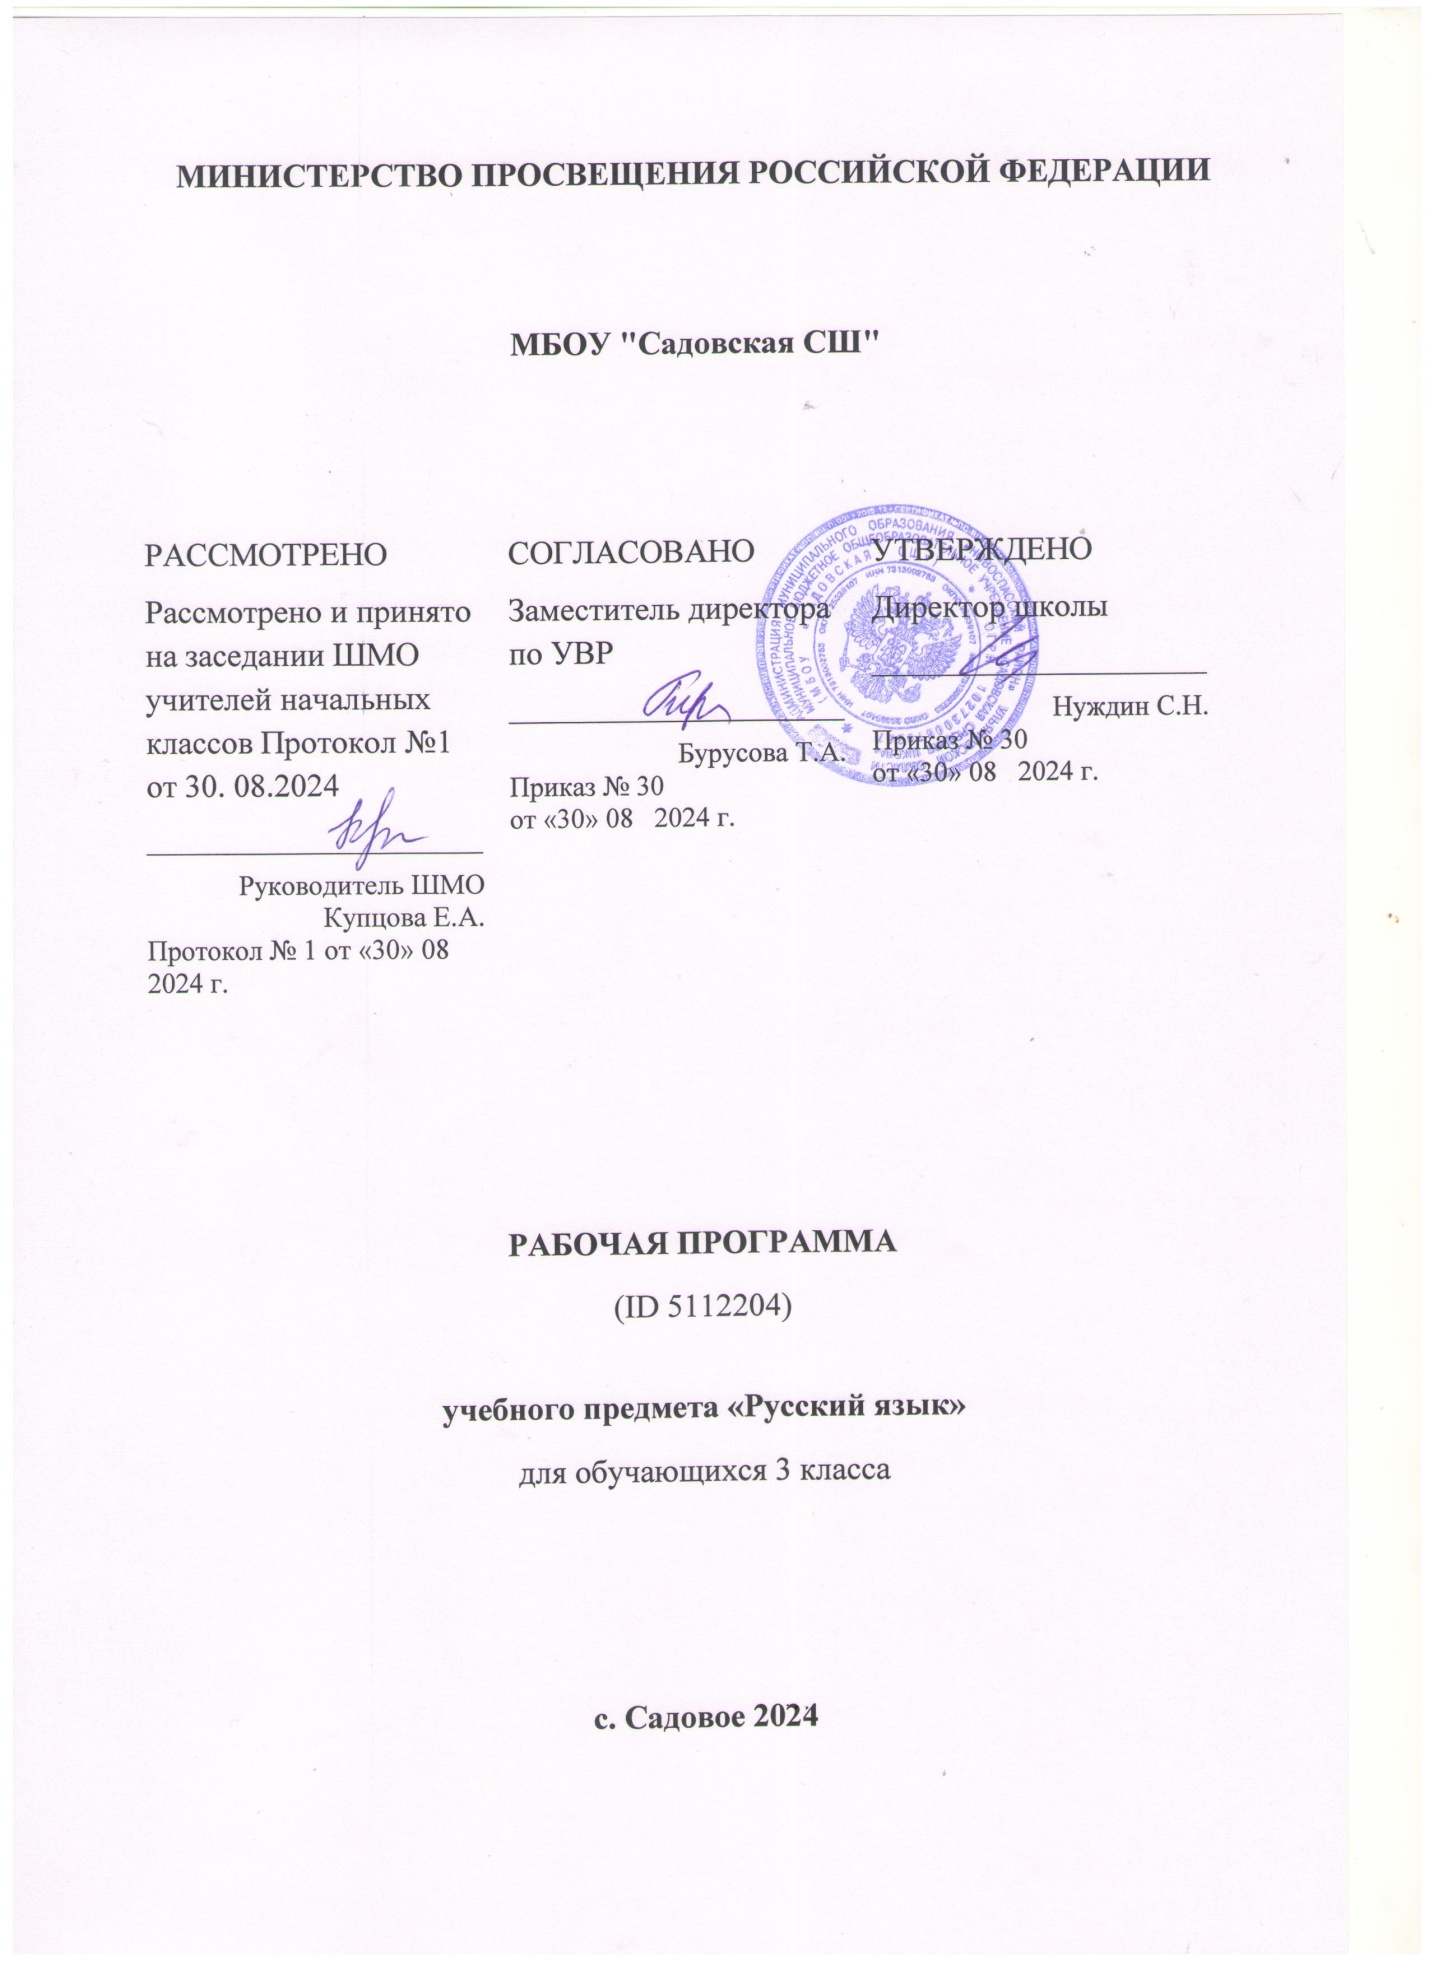 МИНИСТЕРСТВО ПРОСВЕЩЕНИЯ РОССИЙСКОЙ ФЕДЕРАЦИИ
МБОУ "Садовская СШ"
РАССМОТРЕНО
Рассмотрено и принято
на заседании ШМО
учителей начальных
классов Протокол №1
от 30. 08.2024
Руководитель ШМО
Купцова Е.А.
Протокол № 1 от «30» 08
2024 г.
СОГЛАСОВАНО
Заместитель директора
по УВР
Бурусова Т.А.
Приказ № 30
от «30» 08 2024 г.
УТВЕРЖДЕНО
Директор школы
Нуждин С.Н.
Приказ № 30
от «30» 08 2024 г.
РАБОЧАЯ ПРОГРАММА
(ID 5112204)
учебного предмета «Русский язык»
для обучающихся 3 класса
с. Садовое 2024